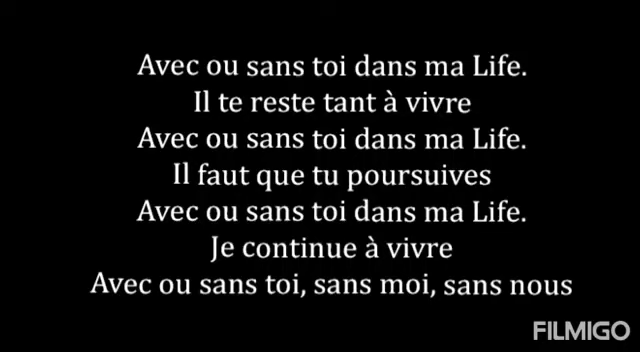 Avec ou sans toi dans ma Life.
Il te reste tant à vivre
Avec ou sans toi dans ma Life.
Il faut que tu poursuives
Avec ou sans toi dans ma Life.
Je continue à vivre
Avec ou sans toi, sans moi, sans nous
FILMIGO